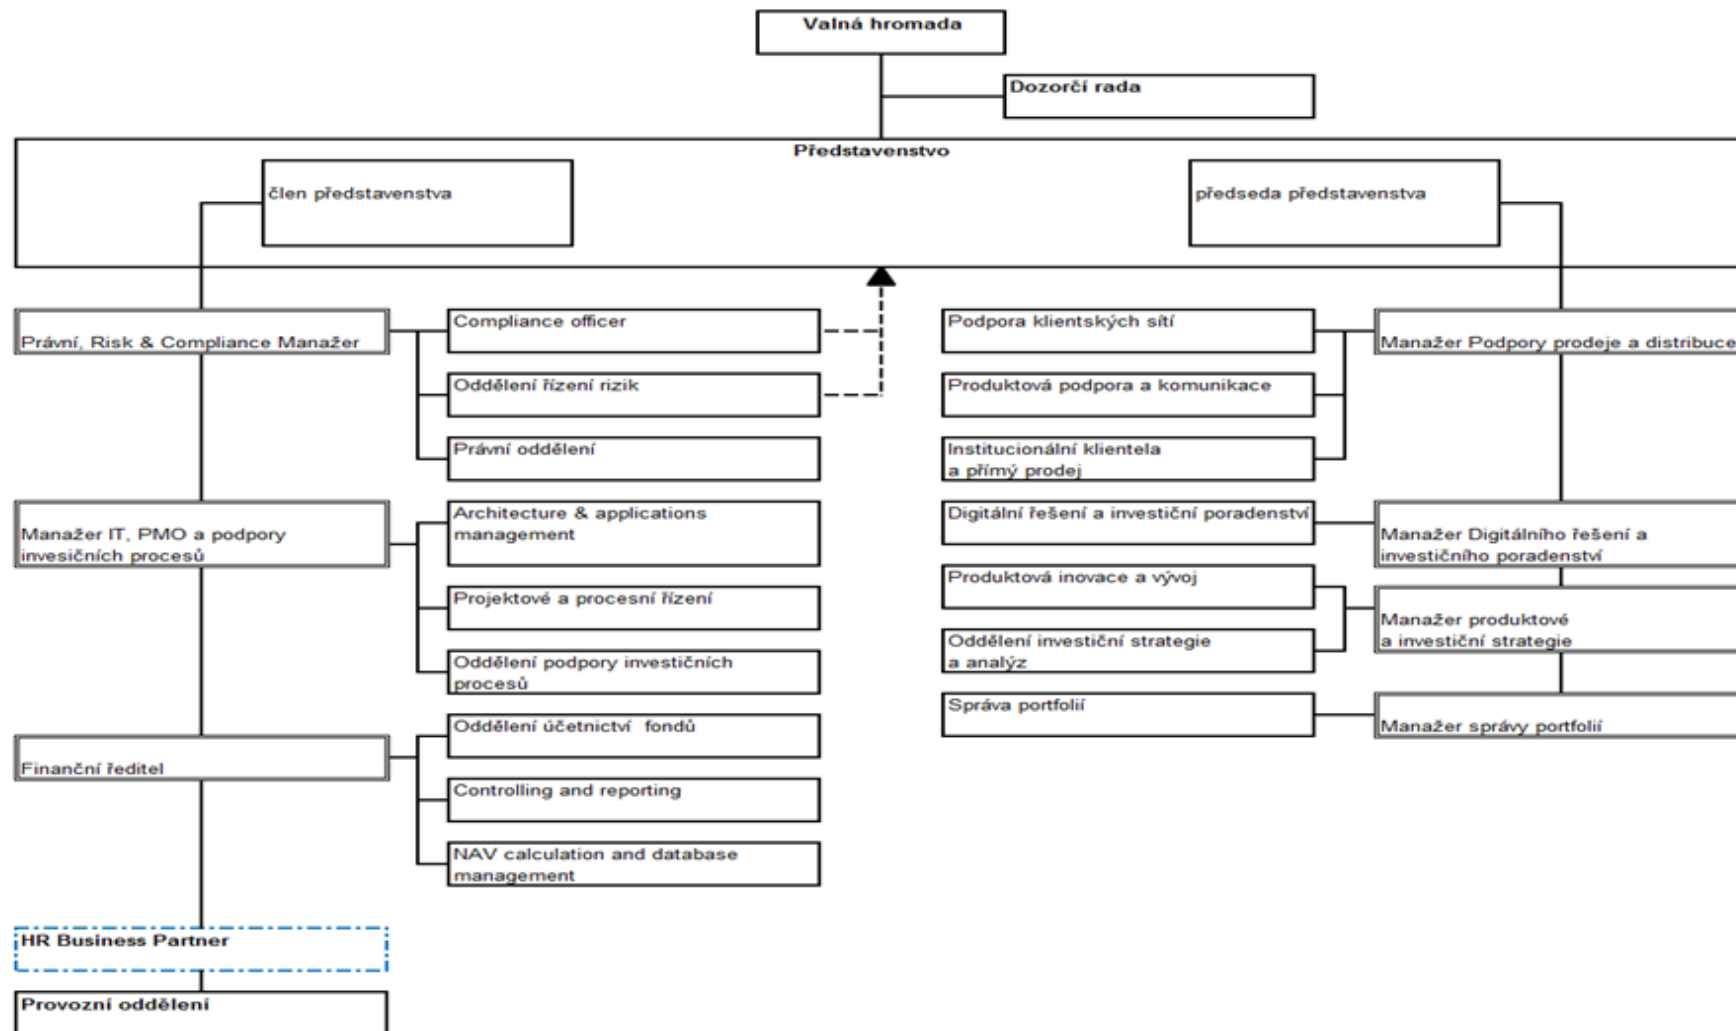 Valná hromada
Dozorčí rada
Představenstvo
člen představenstva
předseda představenstva
Právní, Risk & Compliance Manažer
Compliance officer
Oddělení řízení rizik
Právní oddělení
Manažer IT, PMO a podpory
invesičních procesů
Architecture & applications
management
Projektové a procesní řízení
Oddělení podpory investičních
procesů
Finanční ředitel
Oddělení účetnictví fondů
Controlling and reporting
NAV calculation and database
management
HR Business Partner
Provozní oddělení
Podpora klientských sítí
Produktová podpora a komunikace
Institucionální klientela
a přímý prodej
Manažer Podpory prodeje a distribuce
Digitální řešení a investiční poradenství
Manažer Digitálního řešení a
investičního poradenství
Produktová inovace a vývoj
Oddělení investiční strategie
a analýz
Manažer produktové
a investiční strategie
Správa portfolií
Manažer správy portfolií